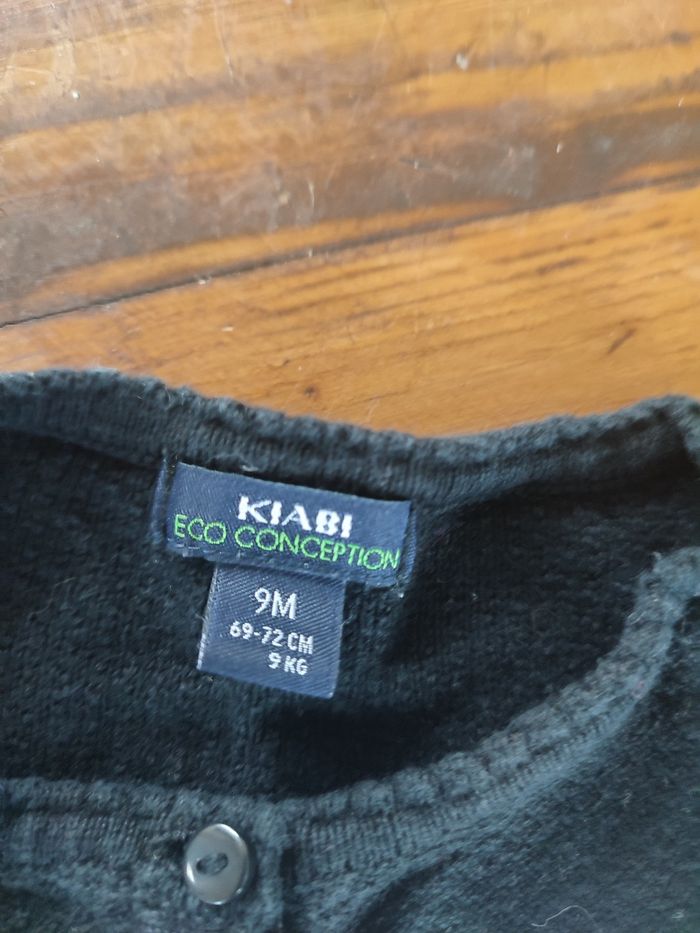 KIABI
ECO CONCEPTION
9M
69-72 CM
9 KG